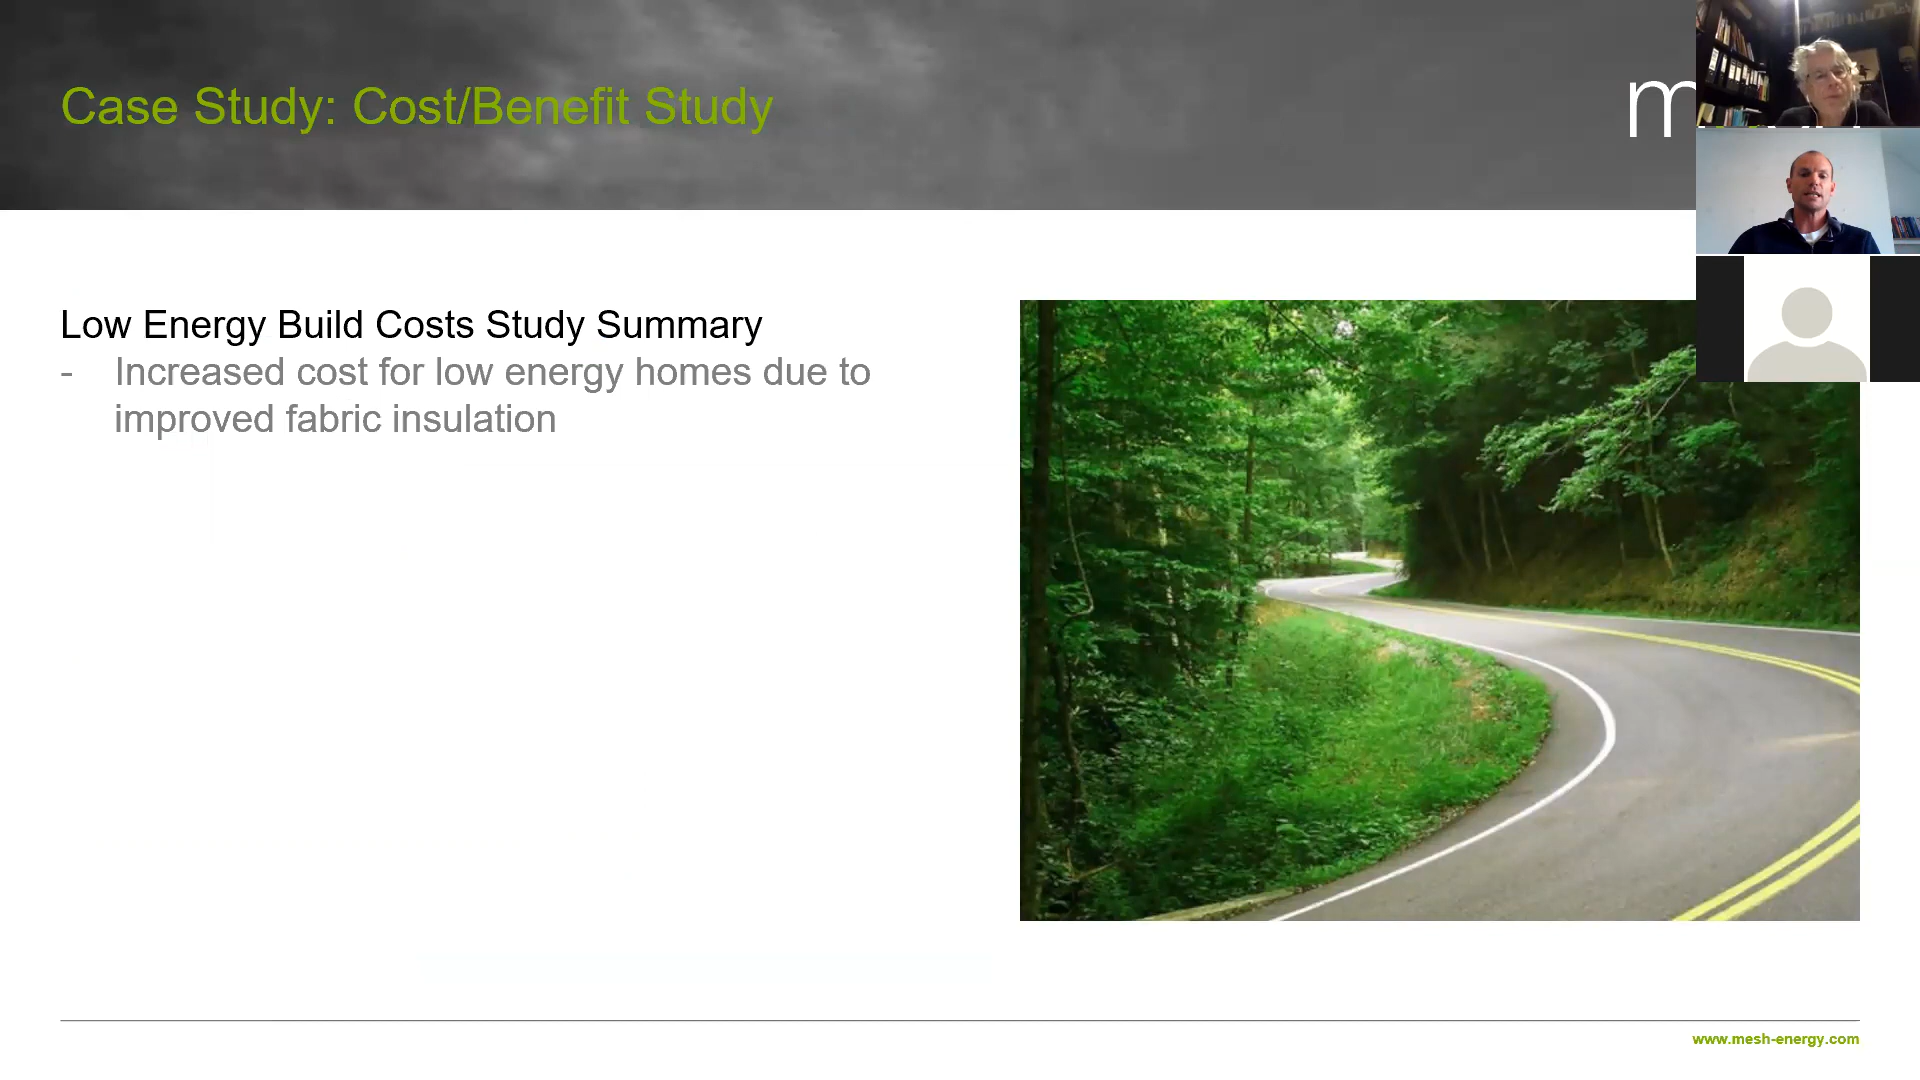 Case Study: Cost/Benefit Study
Low Energy Build Costs Study Summary
- Increased cost for low energy homes due to
improved fabric insulation
www.mesh-energy.com